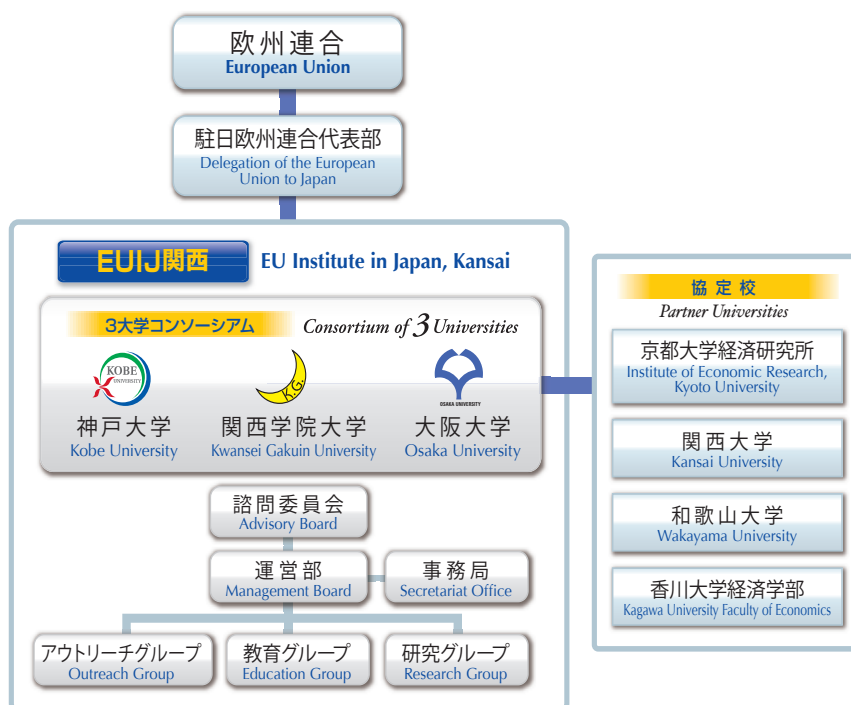 欧州連合
European Union
駐日欧州連合代表部
Delegation of the European
Union to Japan
EUIJ関西
EU Institute in Japan, Kansai
3大学コンソーシアム
Consortium of 3 Universities
KOBE
UNIVERSITY
K.G.
OSAKA UNIVERSITY
神戸大学
Kobe University
関西学院大学
Kwansei Gakuin University
大阪大学
Osaka University
諮問委員会
Advisory Board
運営部
Management Board
事務局
Secretariat Office
アウトリーチグループ
Outreach Group
教育グループ
Education Group
研究グループ
Research Group
協定校
Partner Universities
京都大学経済研究所
Institute of Economic Research,
Kyoto University
関西大学
Kansai University
和歌山大学
Wakayama University
香川大学経済学部
Kagawa University Faculty of Economics